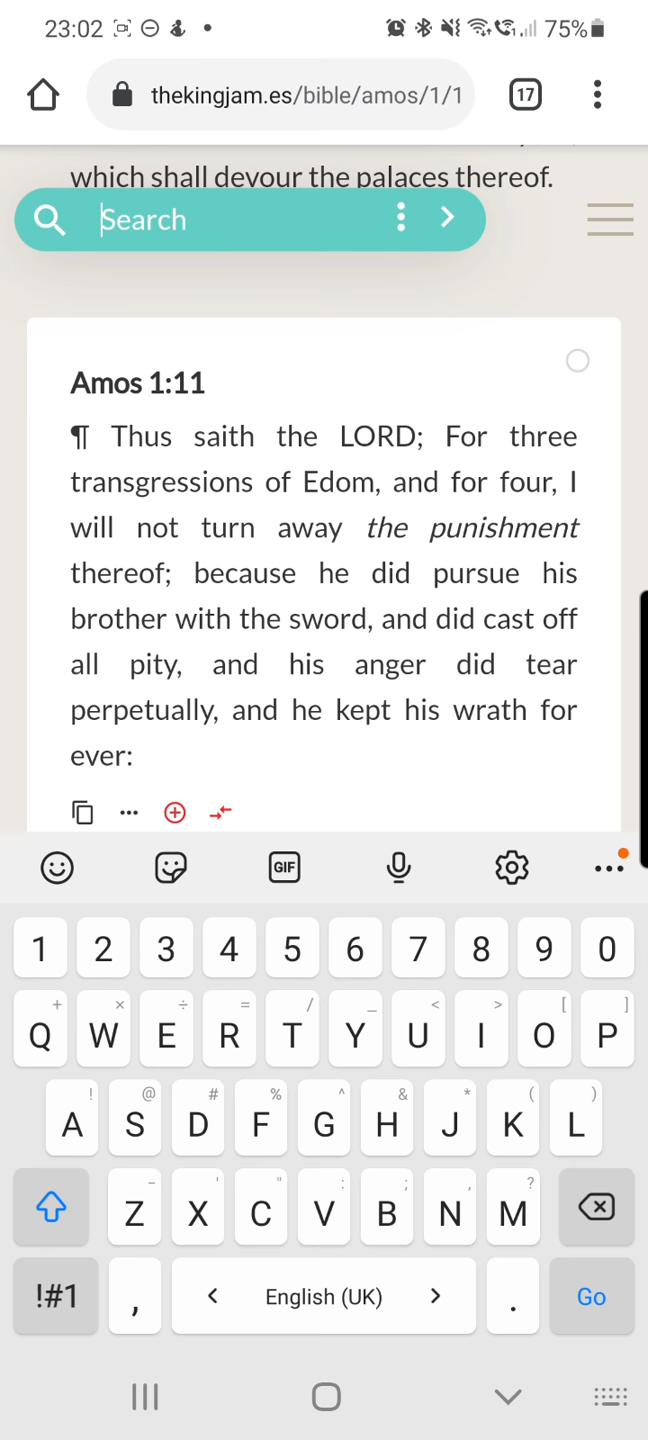 23:02
75%
thekingjam.es/bible/amos/1/1
17
which shall devour the palaces thereof.
Search
Amos 1:11
¶ Thus saith the LORD; For three
transgressions of Edom, and for four, I
will not turn away the punishment
thereof; because he did pursue his
brother with the sword, and did cast off
all pity, and his anger did tear
perpetually, and he kept his wrath for
ever:
GIF
1 2 3 4 5 6 7 8 9 0
+ × ÷ = / _ < > [ ]
Q W E R T Y U I O P
! @ # % ^ & * ( )
A S D F G H J K L
- ' " : ; , ?
Z X C V B N M
!#1 , < English (UK) > . Go